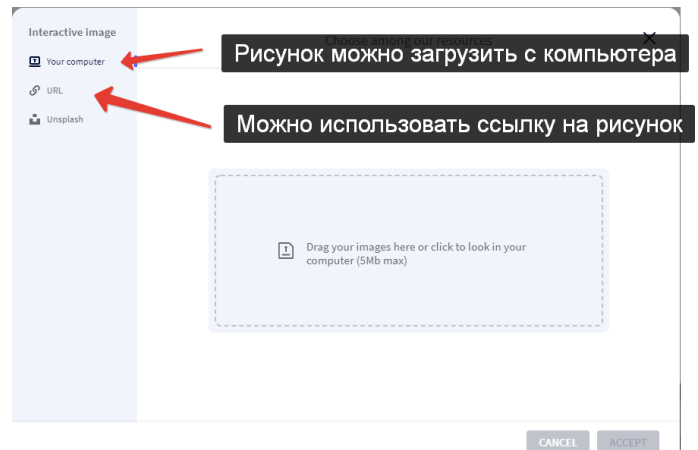 Interactive image
Choose among our resources
Рисунок можно загрузить с компьютера
Your computer
URL
Можно использовать ссылку на рисунок
Unsplash
Drag your images here or click to look in your
computer (5Mb max)
CANCEL
ACCEPT